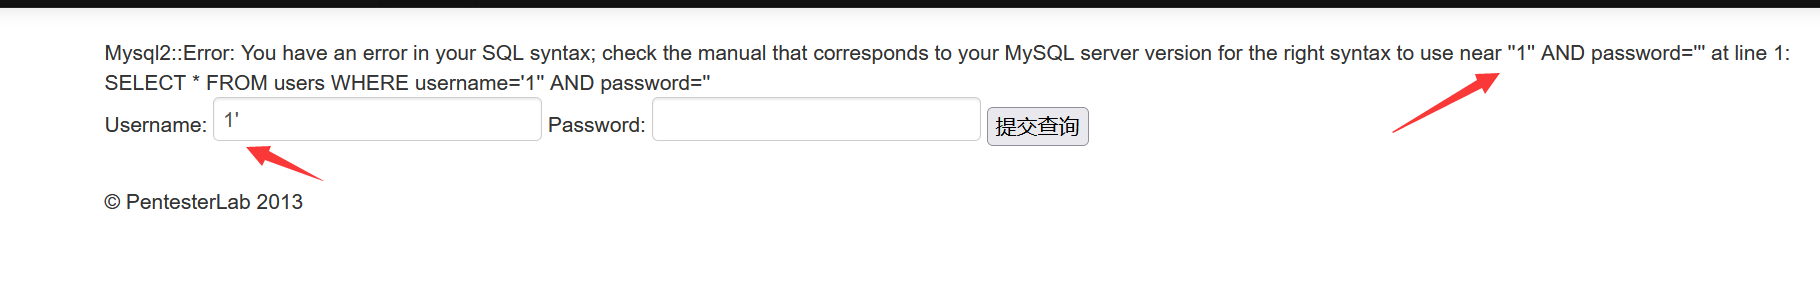 Mysql2::Error: You have an error in your SQL syntax; check the manual that corresponds to your MySQL server version for the right syntax to use near ''1'' AND password=''' at line 1:
SELECT * FROM users WHERE username='1'' AND password=''
Username: 1' Password: 提交查询
© PentesterLab 2013